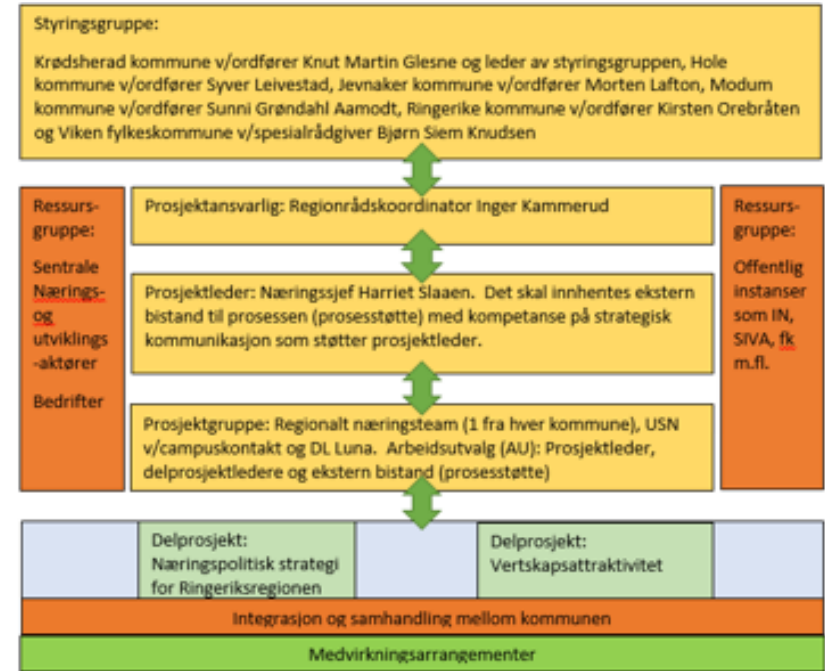 Styringsgruppe:
Krødsherad kommune v/ordfører Knut Martin Glesne og leder av styringsgruppen, Hole
kommune v/ordfører Syver Leivestad, Jevnaker kommune v/ordfører Morten Lafton, Modum
kommune v/ordfører Sunni Grøndahl Aamodt, Ringerike kommune v/ordfører Kirsten Orebråten
og Viken fylkeskommune v/spesialrådgiver Bjørn Siem Knudsen
Ressurs-
gruppe:
Sentrale
Nærings-
og
utviklings
-aktører
Bedrifter
Prosjektansvarlig: Regionrådskoordinator Inger Kammerud
Prosjektleder: Næringssjef Harriet Slaaen. Det skal innhentes ekstern
bistand til prosessen (prosesstøtte) med kompetanse på strategisk
kommunikasjon som støtter prosjektleder.
Prosjektgruppe: Regionalt næringsteam (1 fra hver kommune), USN
v/campuskontakt og DL Luna. Arbeidsutvalg (AU): Prosjektleder,
delprosjektledere og ekstern bistand (prosesstøtte)
Ressurs-
gruppe:
Offentlig
instanser
som IN,
SIVA, fk
m.fl.
Delprosjekt:
Næringspolitisk strategi
for Ringeriksregionen
Delprosjekt:
Vertskapsattraktivitet
Integrasjon og samhandling mellom kommunen
Medvirkningsarrangementer